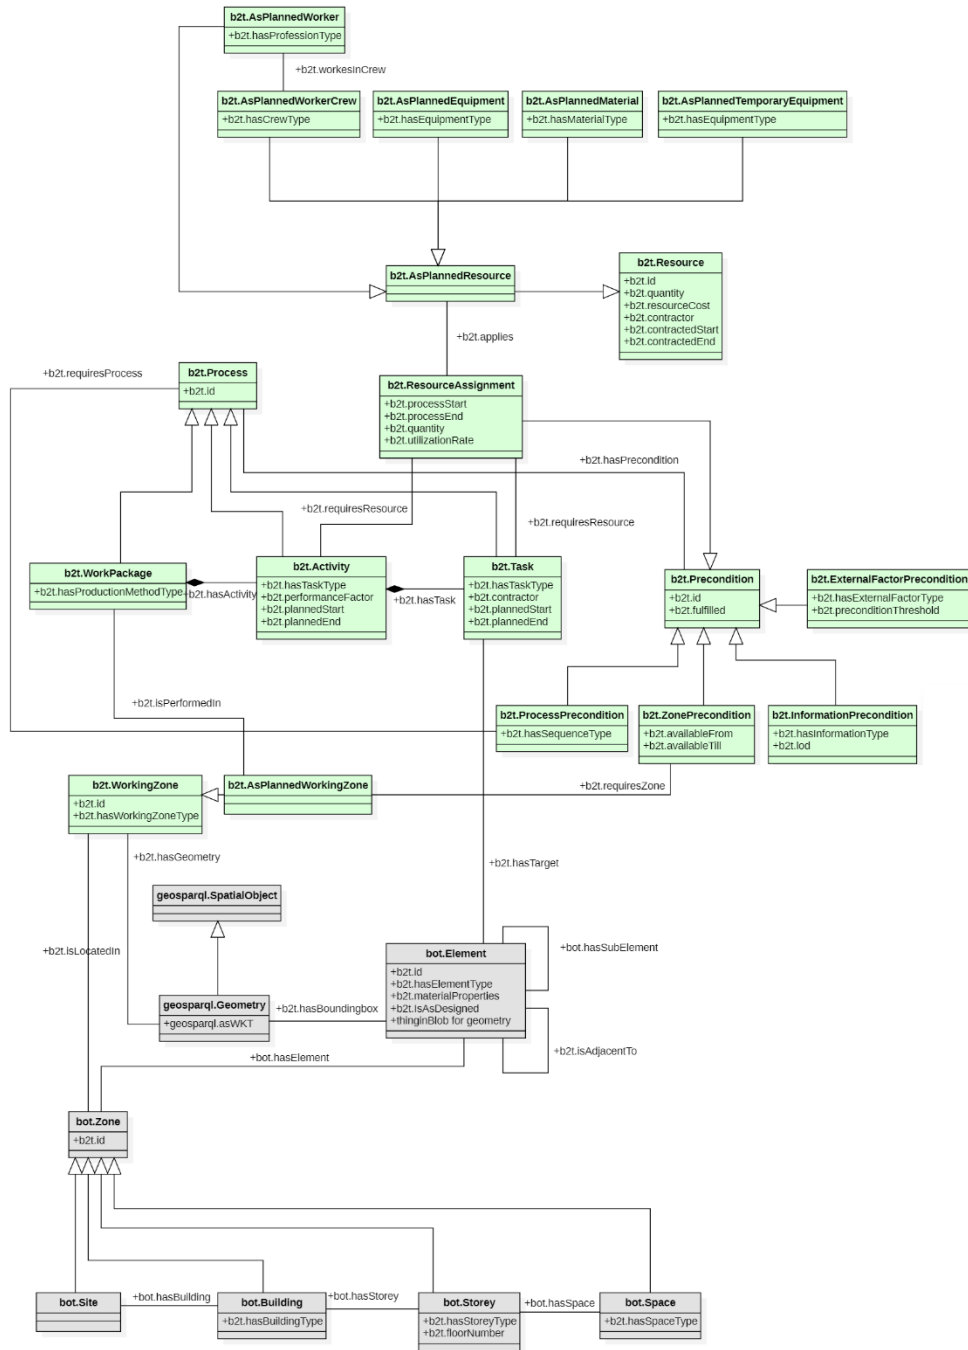 b2t.AsPlannedWorker
+b2t.hasProfessionType
+b2t.workesInCrew
b2t.AsPlannedWorkerCrew
+b2t.hasCrewType
b2t.AsPlannedEquipment
+b2t.hasEquipmentType
b2t.AsPlannedMaterial
+b2t.hasMaterialType
b2t.AsPlannedTemporaryEquipment
+b2t.hasEquipmentType
b2t.AsPlannedResource
b2t.Resource
+b2t.id
+b2t.quantity
+b2t.resourceCost
+b2t.contractor
+b2t.contractedStart
+b2t.contractedEnd
+b2t.applies
+b2t.requiresProcess
b2t.Process
+b2t.id
b2t.ResourceAssignment
+b2t.processStart
+b2t.processEnd
+b2t.quantity
+b2t.utilizationRate
+b2t.hasPrecondition
+b2t.requiresResource
+b2t.requiresResource
b2t.WorkPackage
+b2t.hasProductionMethodType
+b2t.hasActivity
b2t.Activity
+b2t.hasTaskType
+b2t.performanceFactor
+b2t.plannedStart
+b2t.plannedEnd
+b2t.hasTask
b2t.Task
+b2t.hasTaskType
+b2t.contractor
+b2t.plannedStart
+b2t.plannedEnd
b2t.Precondition
+b2t.id
+b2t.fulfilled
b2t.ExternalFactorPrecondition
+b2t.hasExternalFactorType
+b2t.preconditionThreshold
+b2t.isPerformedIn
b2t.ProcessPrecondition
+b2t.hasSequenceType
b2t.ZonePrecondition
+b2t.availableFrom
+b2t.availableTill
b2t.InformationPrecondition
+b2t.hasInformationType
+b2t.lod
b2t.WorkingZone
+b2t.id
+b2t.hasWorkingZoneType
b2t.AsPlannedWorkingZone
+b2t.requiresZone
+b2t.hasGeometry
+b2t.hasTarget
geosparql.SpatialObject
+b2t.isLocatedIn
bot.Element
+b2t.id
+b2t.hasElementType
+b2t.materialProperties
+b2t.IsAsDesigned
+thinginBlob for geometry
+bot.hasSubElement
geosparql.Geometry
+geosparql.asWKT
+b2t.hasBoundingbox
+b2t.isAdjacentTo
+bot.hasElement
bot.Zone
+b2t.id
bot.Site
+bot.hasBuilding
bot.Building
+b2t.hasBuildingType
+bot.hasStorey
bot.Storey
+b2t.hasStoreyType
+b2t.floorNumber
+bot.hasSpace
bot.Space
+b2t.hasSpaceType